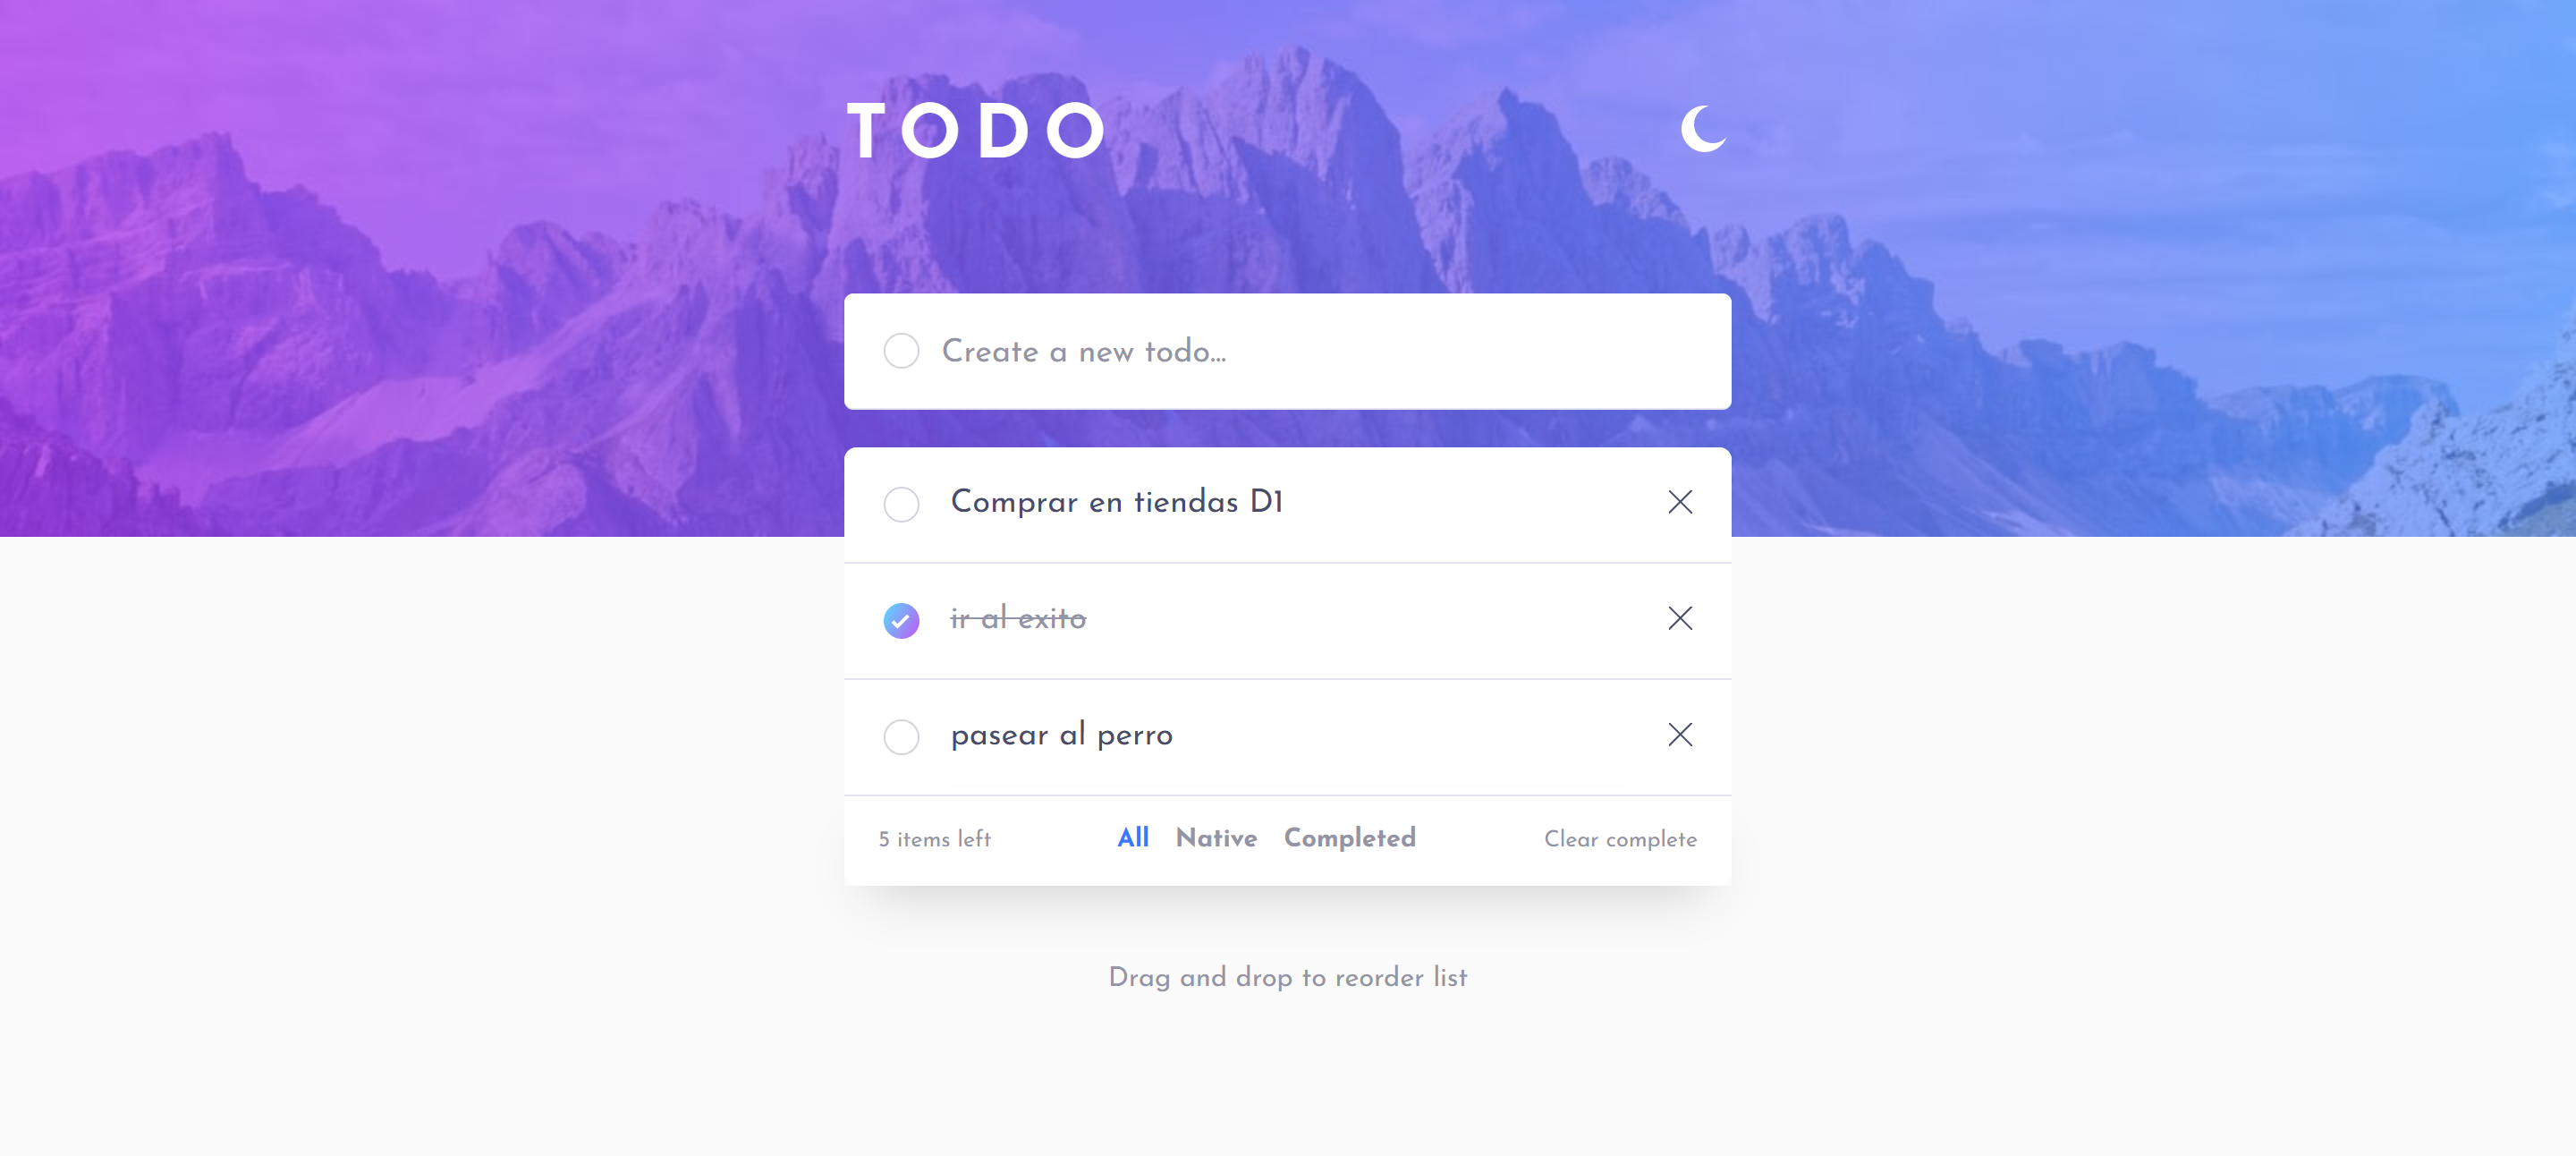 TODO
Create a new todo...
Comprar en tiendas D1
ir al exito
pasear al perro
5 items left All Native Completed Clear complete
Drag and drop to reorder list